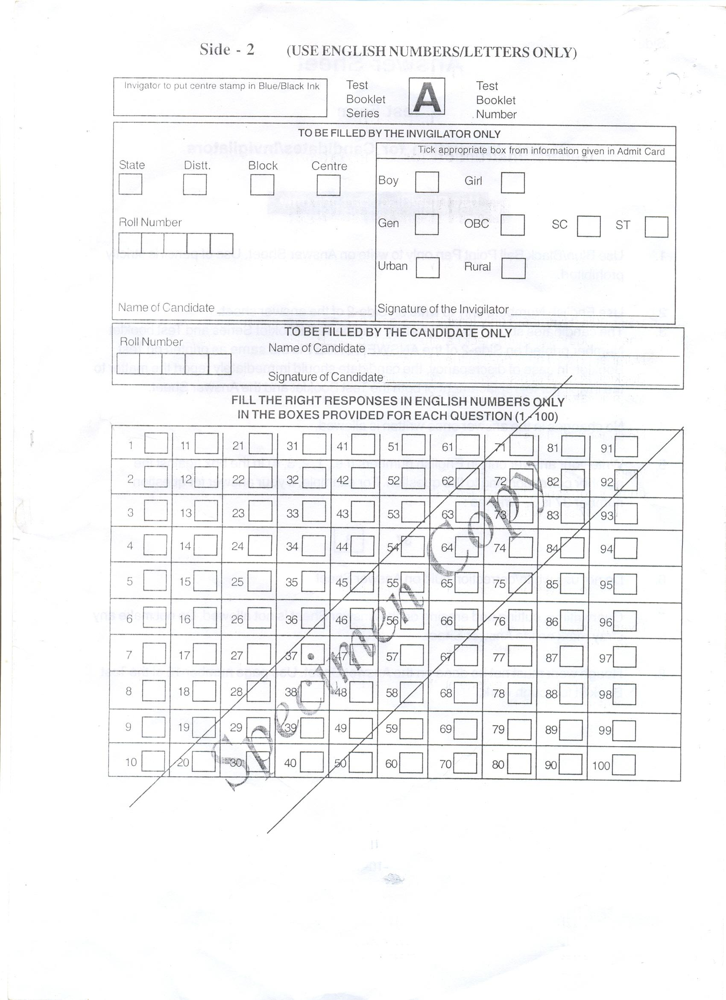 Side - 2 (USE ENGLISH NUMBERS/LETTERS ONLY)
Invigator to put centre stamp in Blue/Black Ink
Test Booklet Series
A
Test Booklet Number
TO BE FILLED BY THE INVIGILATOR ONLY
Tick appropriate box from information given in Admit Card
State Distt. Block Centre
Boy Girl
Roll Number
Gen OBC SC ST
Urban Rural
Name of Candidate
Signature of the Invigilator
TO BE FILLED BY THE CANDIDATE ONLY
Roll Number
Name of Candidate
Signature of Candidate
FILL THE RIGHT RESPONSES IN ENGLISH NUMBERS ONLY
IN THE BOXES PROVIDED FOR EACH QUESTION (1 - 100)
1 11 21 31 41 51 61 71 81 91
2 12 22 32 42 52 62 72 82 92
3 13 23 33 43 53 63 73 83 93
4 14 24 34 44 54 64 74 84 94
5 15 25 35 45 55 65 75 85 95
6 16 26 36 46 56 66 76 86 96
7 17 27 37 47 57 67 77 87 97
8 18 28 38 48 58 68 78 88 98
9 19 29 39 49 59 69 79 89 99
10 20 30 40 50 60 70 80 90 100
Specimen Copy